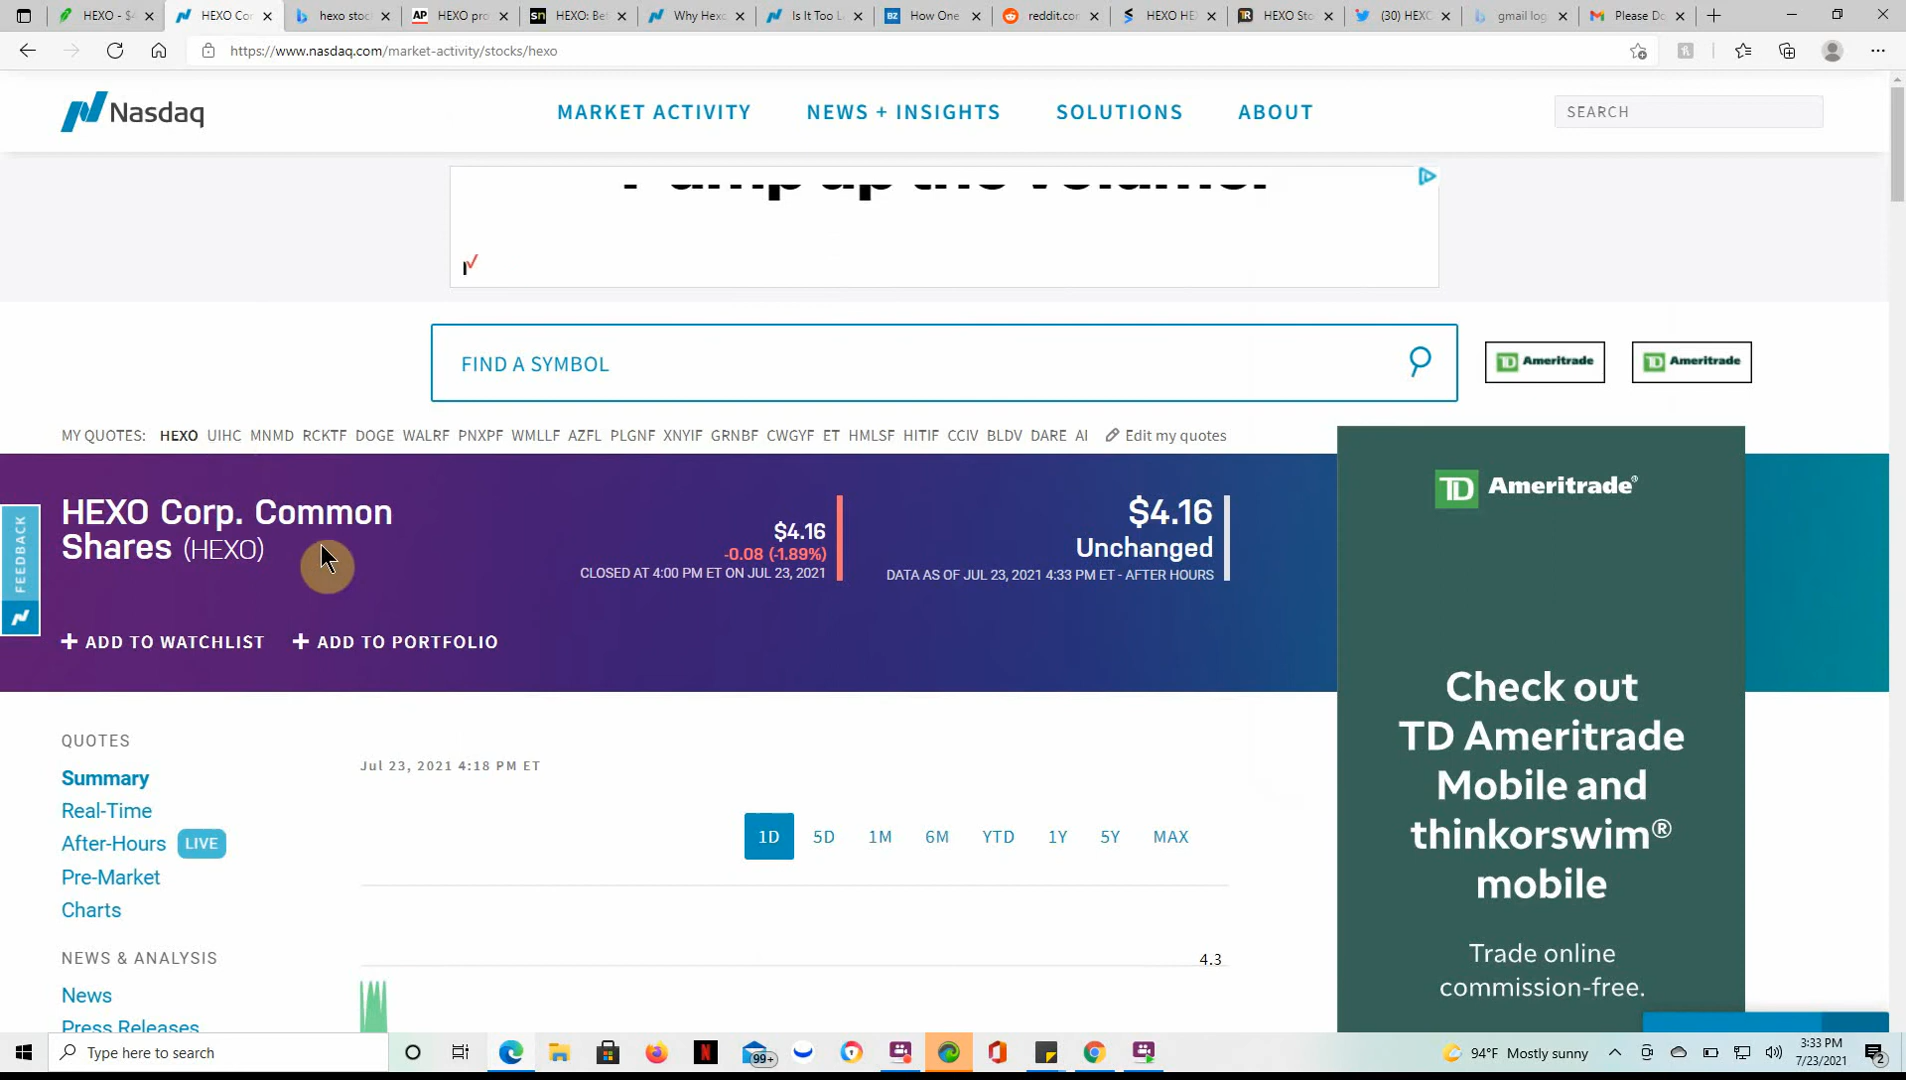 HEXO - $4
HEXO Co
hexo stoc
HEXO pro
HEXO: Be
Why Hexo
Is It Too L
How One
reddit.co
HEXO HE
HEXO Sto
(30) HEXC
gmail log
Please Do
https://www.nasdaq.com/market-activity/stocks/hexo
Nasdaq
MARKET ACTIVITY
NEWS + INSIGHTS
SOLUTIONS
ABOUT
SEARCH
FIND A SYMBOL
TD Ameritrade
TD Ameritrade
MY QUOTES: HEXO UIHC MNMD RCKTF DOGE WALRF PNXPF WMLLF AZFL PLGNF XNYIF GRNBF CWGYF ET HMLSF HITIF CCIV BLDV DARE AI Edit my quotes
HEXO Corp. Common
Shares (HEXO)
$4.16
-0.08 (-1.89%)
CLOSED AT 4:00 PM ET ON JUL 23, 2021
$4.16
Unchanged
DATA AS OF JUL 23, 2021 4:33 PM ET - AFTER HOURS
+ ADD TO WATCHLIST
+ ADD TO PORTFOLIO
FEEDBACK
TD Ameritrade®
Check out
TD Ameritrade
Mobile and
thinkorswim®
mobile
Trade online
commission-free.
QUOTES
Summary
Real-Time
After-Hours LIVE
Pre-Market
Charts
NEWS & ANALYSIS
News
Press Releases
Jul 23, 2021 4:18 PM ET
1D 5D 1M 6M YTD 1Y 5Y MAX
4.3
Type here to search
99+
94°F Mostly sunny
3:33 PM
7/23/2021
2